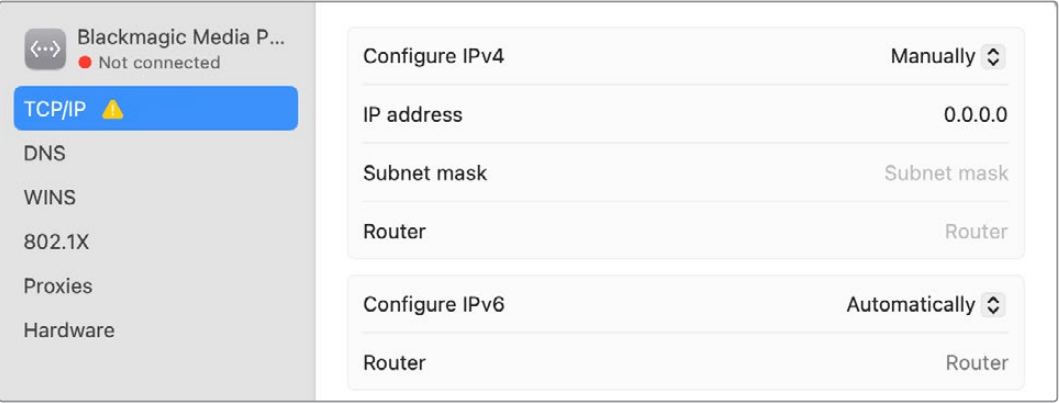 Blackmagic Media P...
Not connected
TCP/IP
DNS
WINS
802.1X
Proxies
Hardware
Configure IPv4 Manually
IP address 0.0.0.0
Subnet mask Subnet mask
Router Router
Configure IPv6 Automatically
Router Router